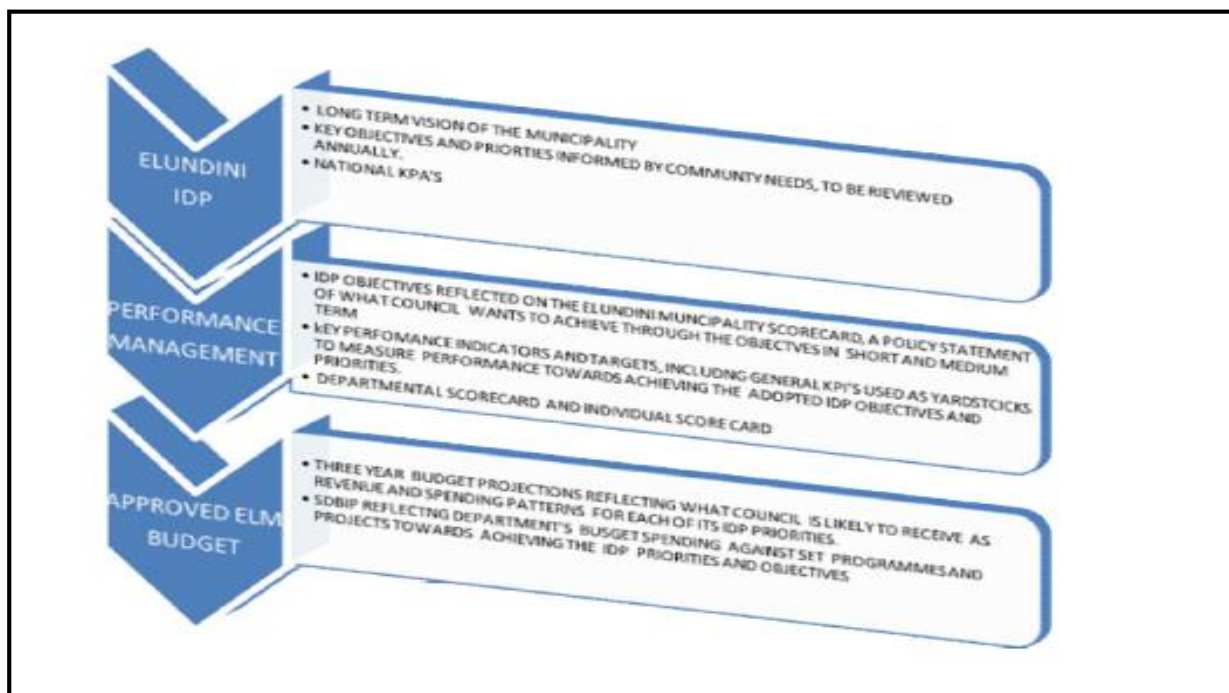 ELUNDINI
IDP
• LONG TERM VISION OF THE MUNICIPALITY
• KEY OBJECTIVES AND PRIORTIES INFORMED BY COMMUNTY NEEDS, TO BE RIEVIEWED
ANNUALLY.
• NATIONAL KPA'S
PERFORMANCE
MANAGEMENT
• IDP OBJECTIVES REFLECTED ON THE ELUNDINI MUNCIPALITY SCORECARD, A POLICY STATEMENT
OF WHAT COUNCIL WANTS TO ACHIEVE THROUGH THE OBJECTVES IN SHORT AND MEDIUM
TERM
• kEY PERFOMANCE INDICATORS AND TARGETS, INCLUDING GENERAL KPI'S USED AS YARDSTCICKS
TO MEASURE PERFORMANCE TOWARDS ACHIEVING THE ADOPTED IDP OBJECTIVES AND
PRIORITIES.
• DEPARTMENTAL SCORECARD AND INDIVIDUAL SCORE CARD
APPROVED ELM
BUDGET
• THREE YEAR BUDGET PROJECTIONS REFLECTING WHAT COUNCIL IS LIKELY TO RECEIVE AS
REVENUE AND SPENDING PATTERNS FOR EACH OF ITS IDP PRIORITIES.
• SDBIP REFLECTNG DEPARTMENT'S BUSGET SPENDING AGAINST SET PROGRAMMES AND
PROJECTS TOWARDS ACHIEVING THE IDP PRIORITIES AND OBJECTIVES